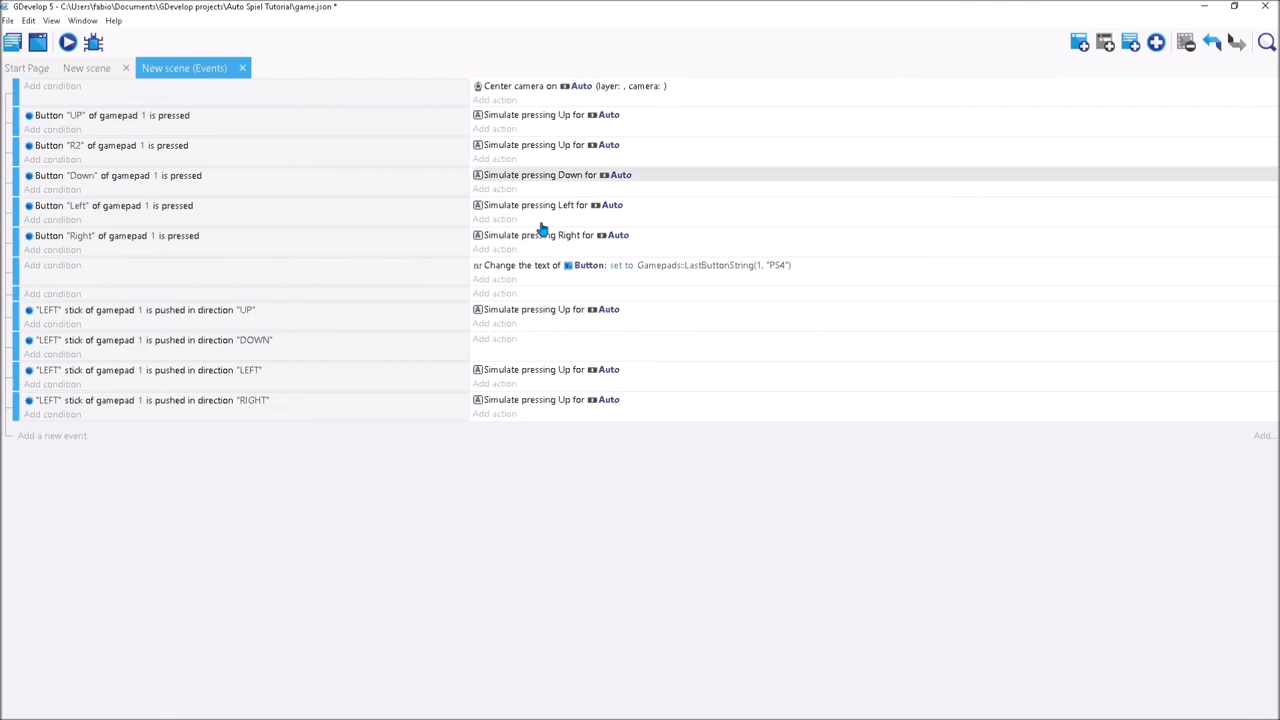 GDevelop 5 - C:\Users\fabio\Documents\GDevelop projects\Auto Spiel Tutorial\game.json *
File Edit View Window Help
Start Page New scene × New scene (Events) ×
Add condition Center camera on Auto (layer: , camera: )
Add action
Button "UP" of gamepad 1 is pressed Simulate pressing Up for Auto
Add condition Add action
Button "R2" of gamepad 1 is pressed Simulate pressing Up for Auto
Add condition Add action
Button "Down" of gamepad 1 is pressed Simulate pressing Down for Auto
Add condition Add action
Button "Left" of gamepad 1 is pressed Simulate pressing Left for Auto
Add condition Add action
Button "Right" of gamepad 1 is pressed Simulate pressing Right for Auto
Add condition Add action
Add condition Change the text of Button: set to Gamepads::LastButtonString(1, "PS4")
Add action
Add condition Add action
"LEFT" stick of gamepad 1 is pushed in direction "UP" Simulate pressing Up for Auto
Add condition Add action
"LEFT" stick of gamepad 1 is pushed in direction "DOWN" Add action
Add condition
"LEFT" stick of gamepad 1 is pushed in direction "LEFT" Simulate pressing Up for Auto
Add condition Add action
"LEFT" stick of gamepad 1 is pushed in direction "RIGHT" Simulate pressing Up for Auto
Add condition Add action
Add a new event Add...